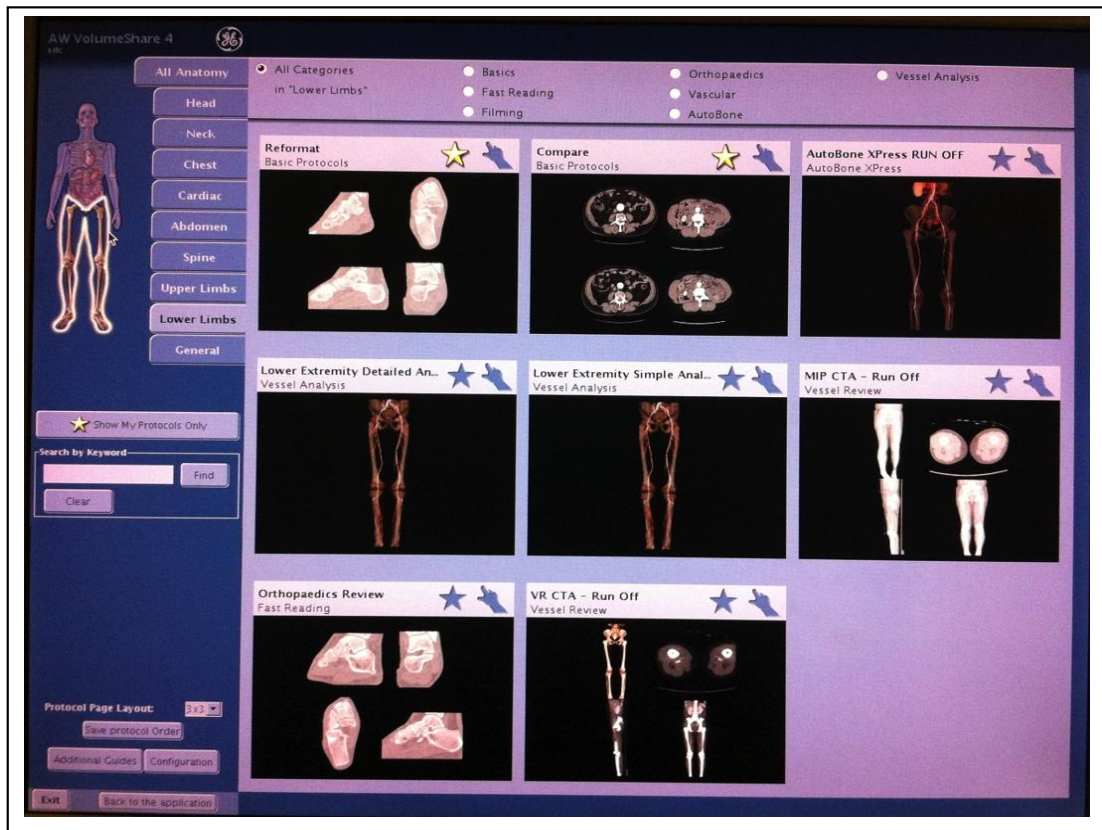 AW VolumeShare 4
sdc
All Anatomy
Head
Neck
Chest
Cardiac
Abdomen
Spine
Upper Limbs
Lower Limbs
General
Show My Protocols Only
Search by Keyword
Find
Clear
Protocol Page Layout:
3x3
Save protocol Order
Additional Guides
Configuration
Exit
Back to the application
All Categories
in "Lower Limbs"
Basics
Fast Reading
Filming
Orthopaedics
Vascular
AutoBone
Vessel Analysis
Reformat
Basic Protocols
Compare
Basic Protocols
AutoBone XPress RUN OFF
AutoBone XPress
Lower Extremity Detailed An...
Vessel Analysis
Lower Extremity Simple Anal...
Vessel Analysis
MIP CTA - Run Off
Vessel Review
Orthopaedics Review
Fast Reading
VR CTA - Run Off
Vessel Review